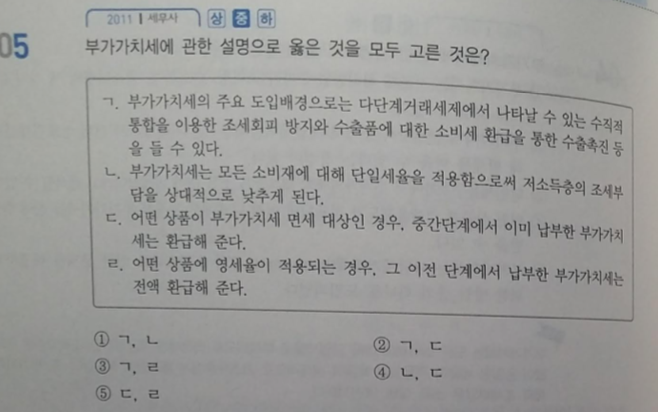 2011 | 세무사 상 중 하
05 부가가치세에 관한 설명으로 옳은 것을 모두 고른 것은?
ㄱ. 부가가치세의 주요 도입배경으로는 다단계거래세제에서 나타날 수 있는 수직적
통합을 이용한 조세회피 방지와 수출품에 대한 소비세 환급을 통한 수출촉진 등
을 들 수 있다.
ㄴ. 부가가치세는 모든 소비재에 대해 단일세율을 적용함으로써 저소득층의 조세부
담을 상대적으로 낮추게 된다.
ㄷ. 어떤 상품이 부가가치세 면세 대상인 경우, 중간단계에서 이미 납부한 부가가치
세는 환급해 준다.
ㄹ. 어떤 상품에 영세율이 적용되는 경우, 그 이전 단계에서 납부한 부가가치세는
전액 환급해 준다.
① ㄱ, ㄴ ② ㄱ, ㄷ
③ ㄱ, ㄹ ④ ㄴ, ㄷ
⑤ ㄷ, ㄹ